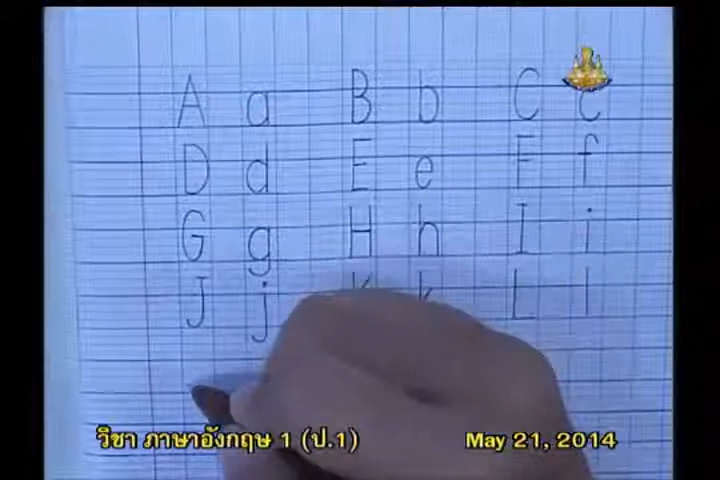 A a B b C c
D d E e F f
G g H h I i
J j K k L l
วิชา ภาษาอังกฤษ 1 (ป.1) May 21, 2014